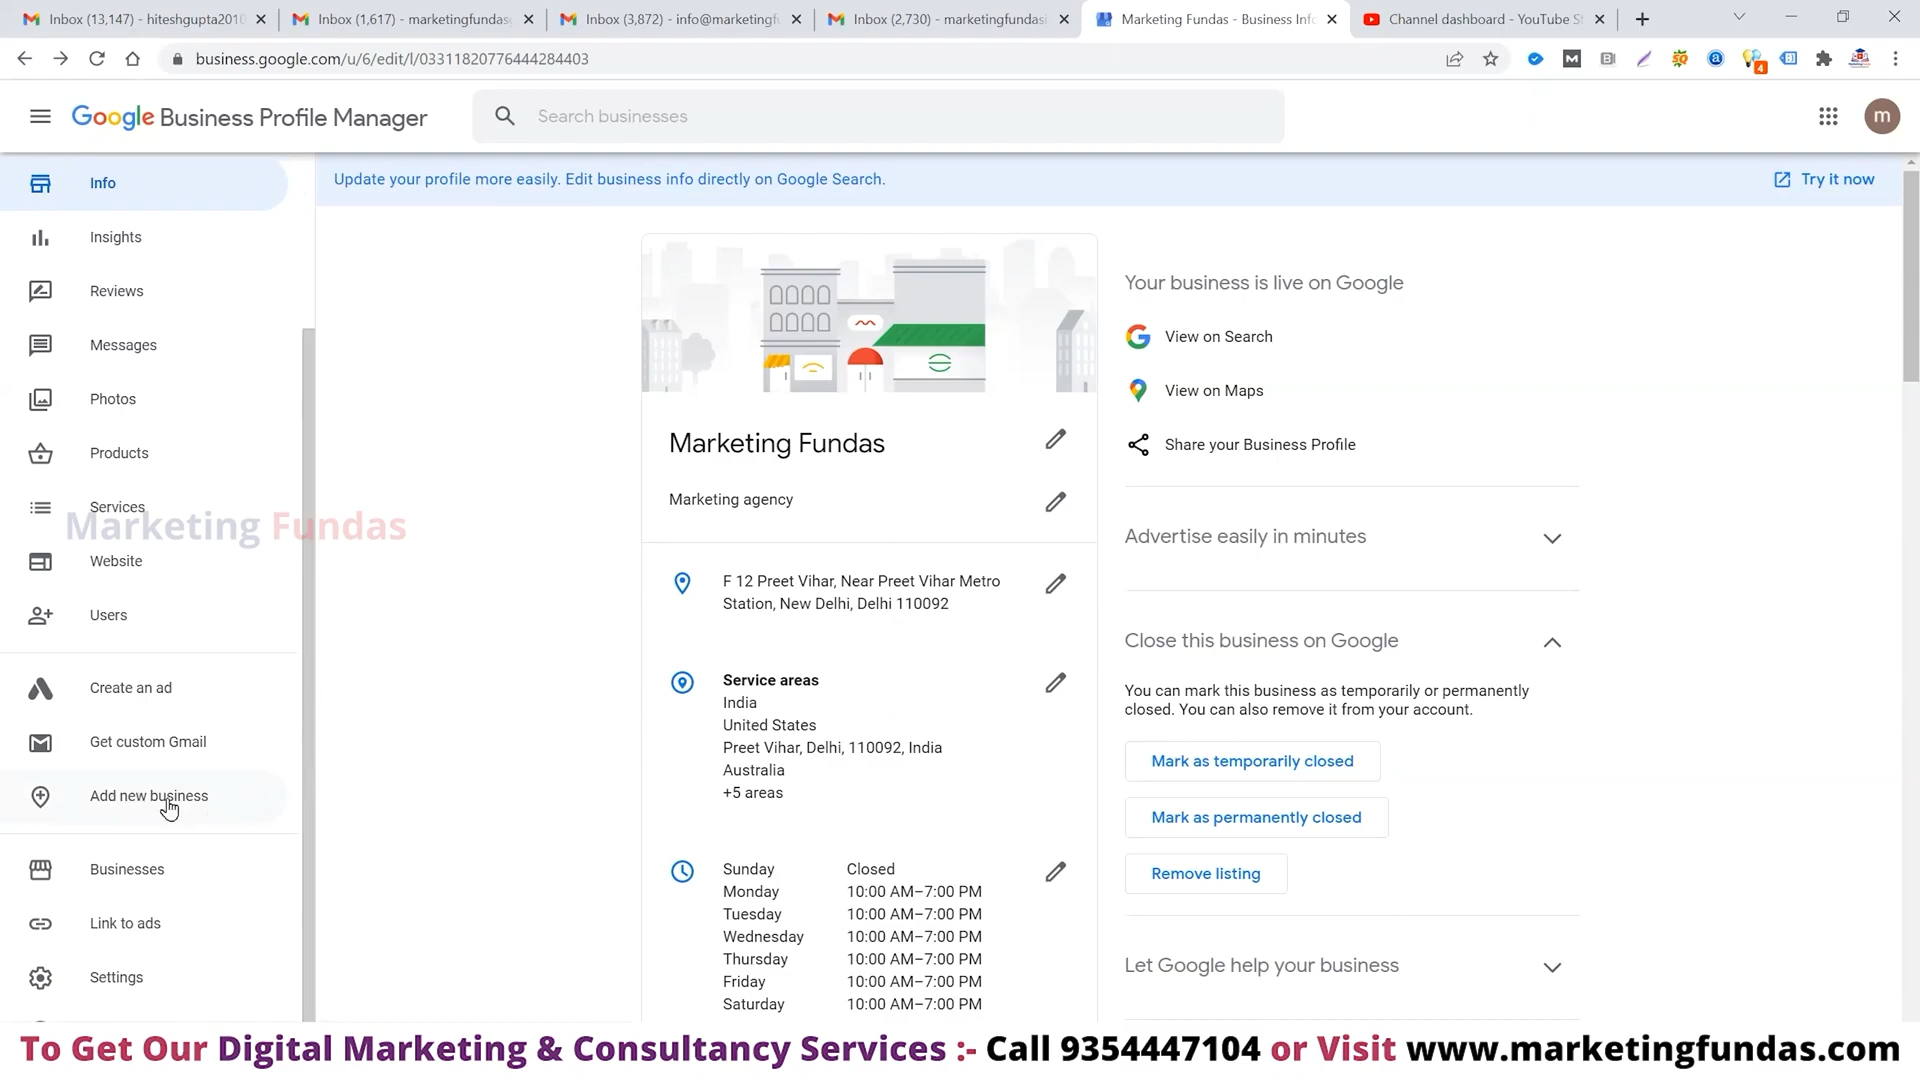 Inbox (13,147) - hiteshgupta2010
Inbox (1,617) - marketingfundas
Inbox (3,872) - info@marketingf
Inbox (2,730) - marketingfundas
Marketing Fundas - Business Info
Channel dashboard - YouTube St
business.google.com/u/6/edit/l/03311820776444284403
4
Google Business Profile Manager
Search businesses
m
Info
Insights
Reviews
Messages
Photos
Products
Services
Marketing Fundas
Website
Users
Create an ad
Get custom Gmail
Add new business
Businesses
Link to ads
Settings
Update your profile more easily. Edit business info directly on Google Search.
Try it now
Marketing Fundas
Marketing agency
F 12 Preet Vihar, Near Preet Vihar Metro
Station, New Delhi, Delhi 110092
Service areas
India
United States
Preet Vihar, Delhi, 110092, India
Australia
+5 areas
Sunday Closed
Monday 10:00 AM–7:00 PM
Tuesday 10:00 AM–7:00 PM
Wednesday 10:00 AM–7:00 PM
Thursday 10:00 AM–7:00 PM
Friday 10:00 AM–7:00 PM
Saturday 10:00 AM–7:00 PM
Your business is live on Google
View on Search
View on Maps
Share your Business Profile
Advertise easily in minutes
Close this business on Google
You can mark this business as temporarily or permanently
closed. You can also remove it from your account.
Mark as temporarily closed
Mark as permanently closed
Remove listing
Let Google help your business
To Get Our Digital Marketing & Consultancy Services :- Call 9354447104 or Visit www.marketingfundas.com